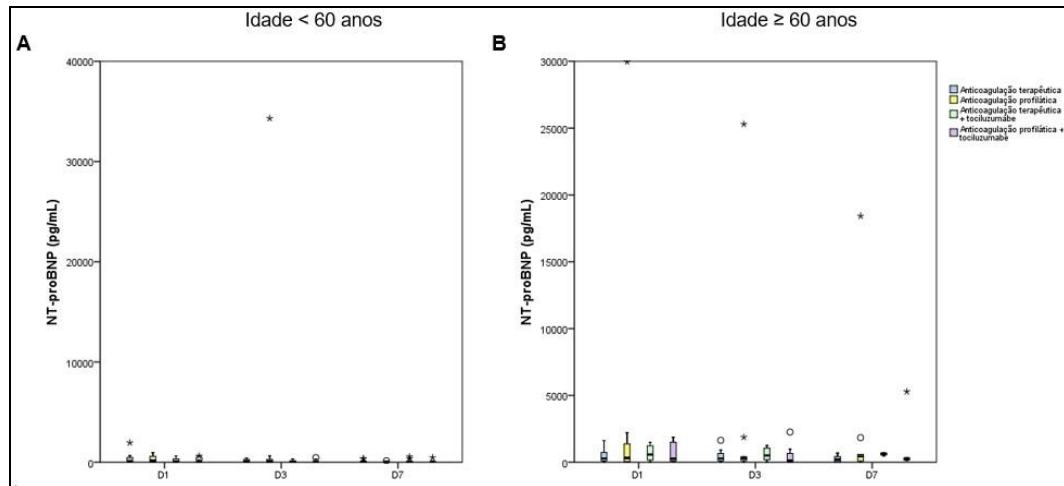 Idade < 60 anos
Idade ≥ 60 anos
A
B
NT-proBNP (pg/mL)
40000
30000
20000
10000
0
D1
D3
D7
NT-proBNP (pg/mL)
30000
25000
20000
15000
10000
5000
0
D1
D3
D7
Anticoagulação terapêutica
Anticoagulação profilática
Anticoagulação terapêutica
+ tociluzumabe
Anticoagulação profilática +
tociluzumabe